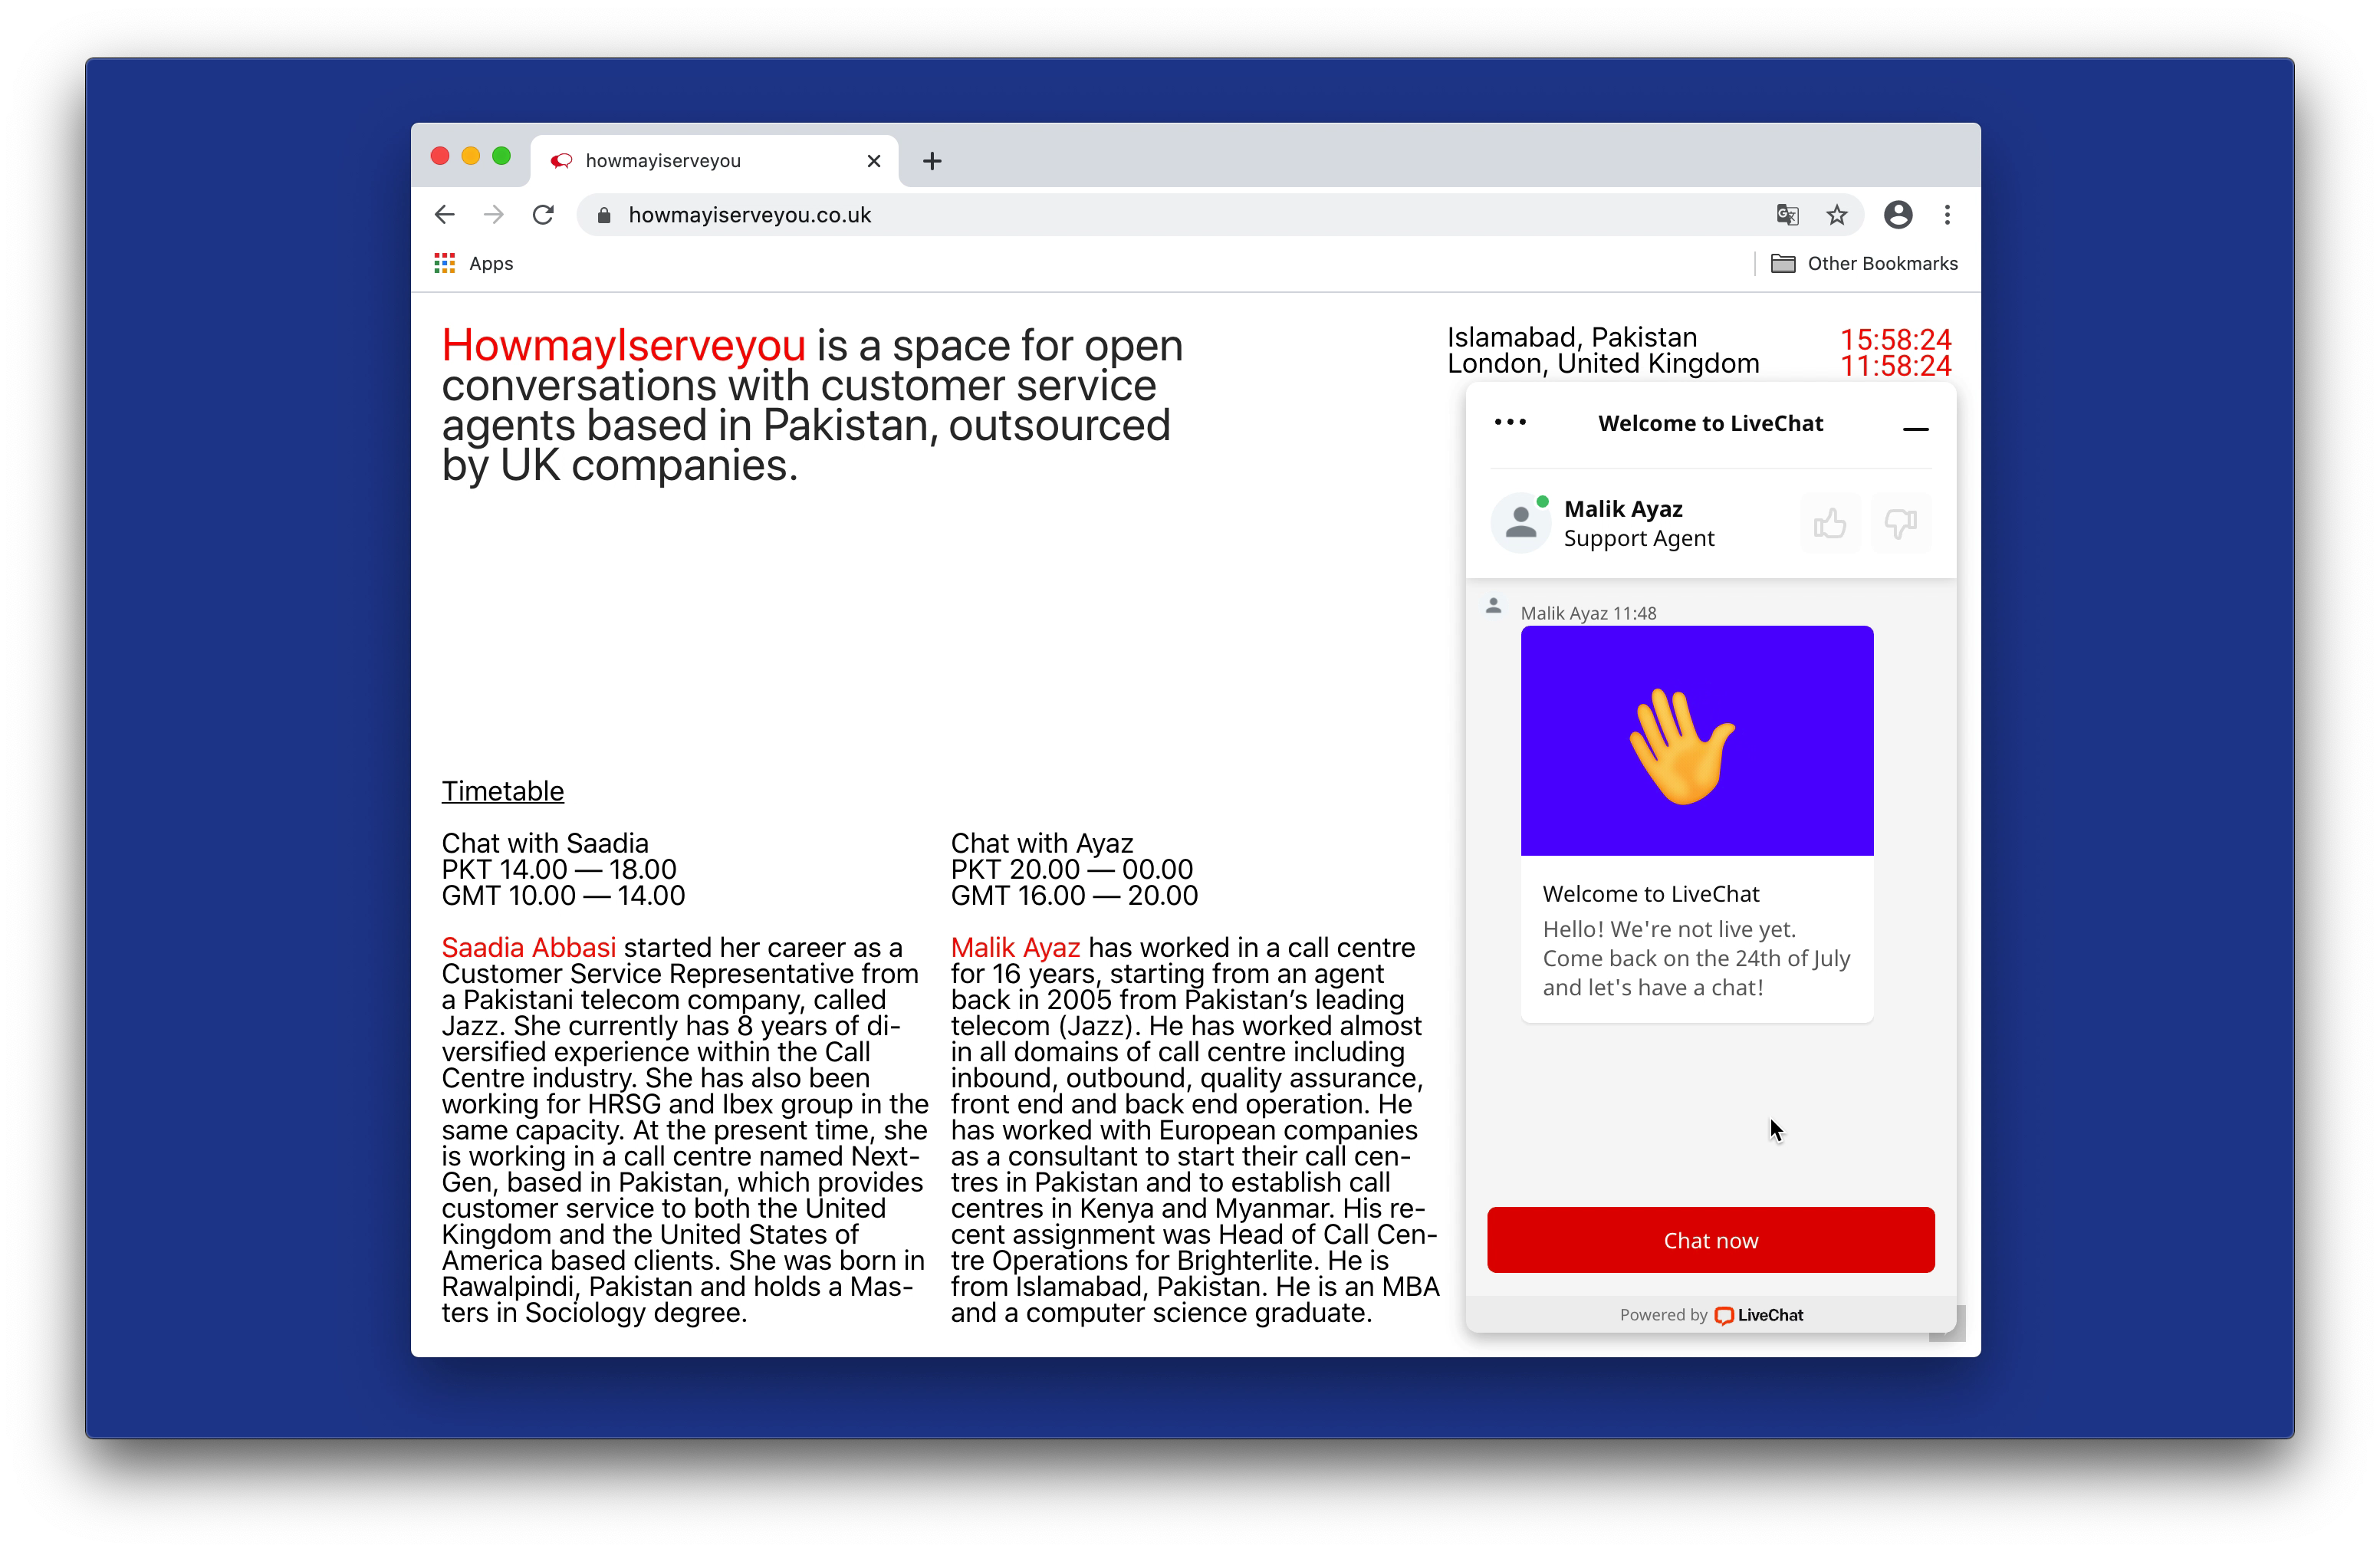 howmayiserveyou
howmayiserveyou.co.uk
Apps
Other Bookmarks
HowmayIserveyou is a space for open
conversations with customer service
agents based in Pakistan, outsourced
by UK companies.
Islamabad, Pakistan 15:58:24
London, United Kingdom 11:58:24
Timetable
Chat with Saadia
PKT 14.00 — 18.00
GMT 10.00 — 14.00
Saadia Abbasi started her career as a
Customer Service Representative from
a Pakistani telecom company, called
Jazz. She currently has 8 years of di-
versified experience within the Call
Centre industry. She has also been
working for HRSG and Ibex group in the
same capacity. At the present time, she
is working in a call centre named Next-
Gen, based in Pakistan, which provides
customer service to both the United
Kingdom and the United States of
America based clients. She was born in
Rawalpindi, Pakistan and holds a Mas-
ters in Sociology degree.
Chat with Ayaz
PKT 20.00 — 00.00
GMT 16.00 — 20.00
Malik Ayaz has worked in a call centre
for 16 years, starting from an agent
back in 2005 from Pakistan’s leading
telecom (Jazz). He has worked almost
in all domains of call centre including
inbound, outbound, quality assurance,
front end and back end operation. He
has worked with European companies
as a consultant to start their call cen-
tres in Pakistan and to establish call
centres in Kenya and Myanmar. His re-
cent assignment was Head of Call Cen-
tre Operations for Brighterlite. He is
from Islamabad, Pakistan. He is an MBA
and a computer science graduate.
Welcome to LiveChat
Malik Ayaz
Support Agent
Malik Ayaz 11:48
Welcome to LiveChat
Hello! We're not live yet.
Come back on the 24th of July
and let's have a chat!
Chat now
Powered by LiveChat